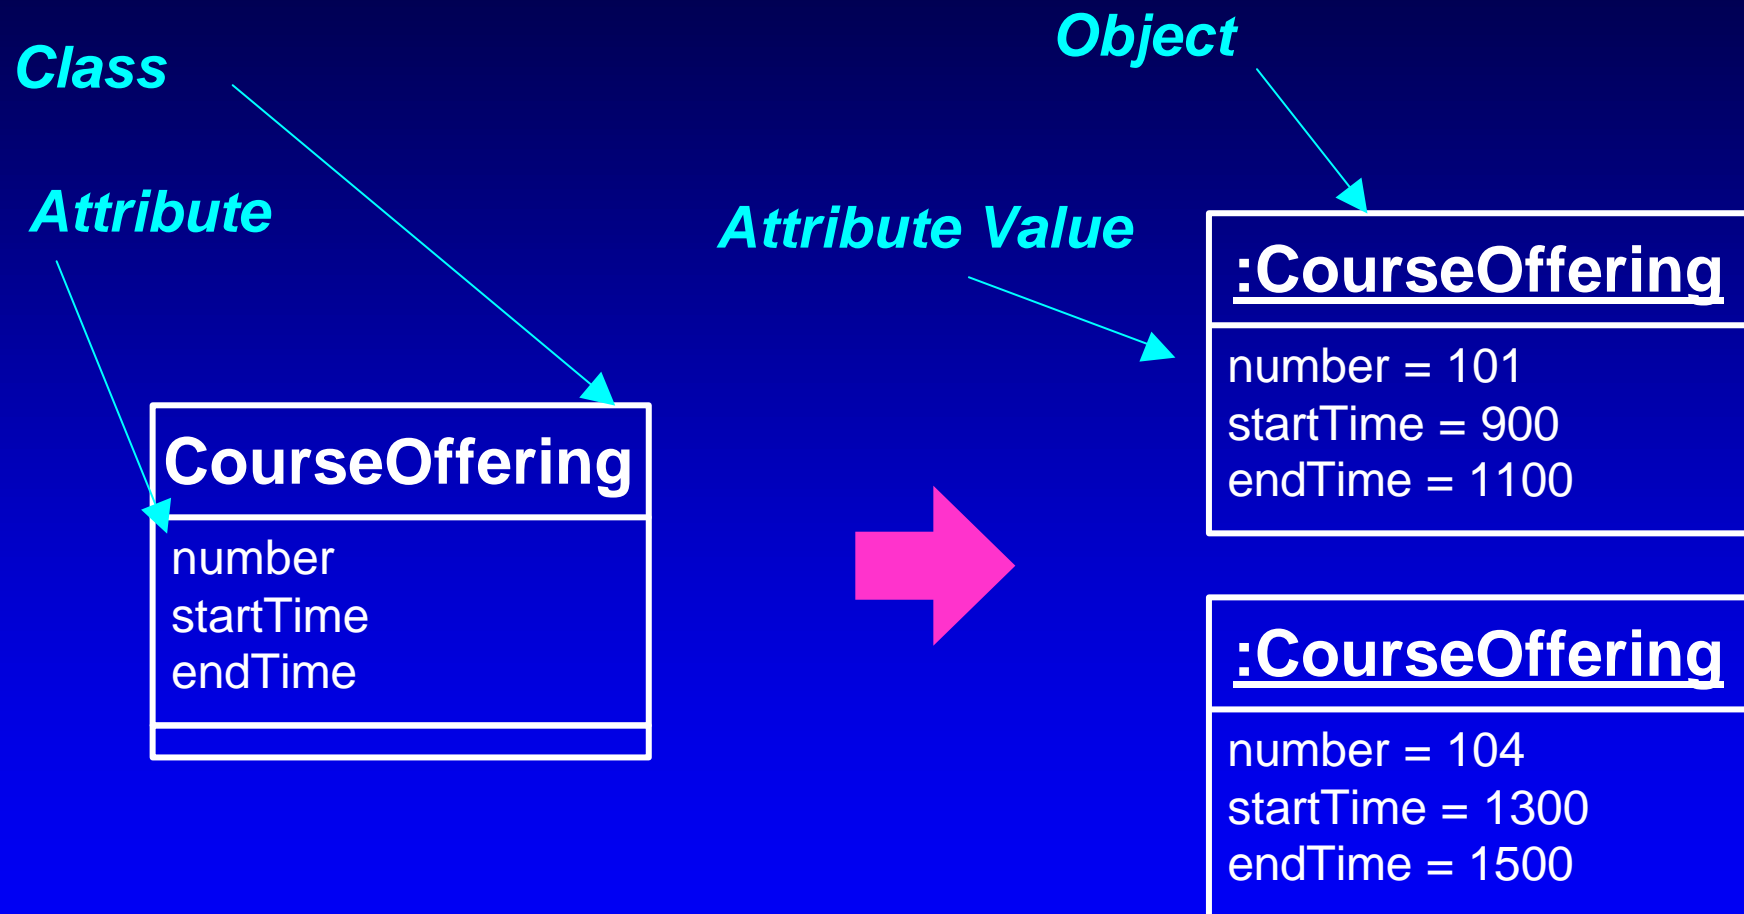 Class
Attribute
CourseOffering
number
startTime
endTime
Object
Attribute Value
:CourseOffering
number = 101
startTime = 900
endTime = 1100
:CourseOffering
number = 104
startTime = 1300
endTime = 1500